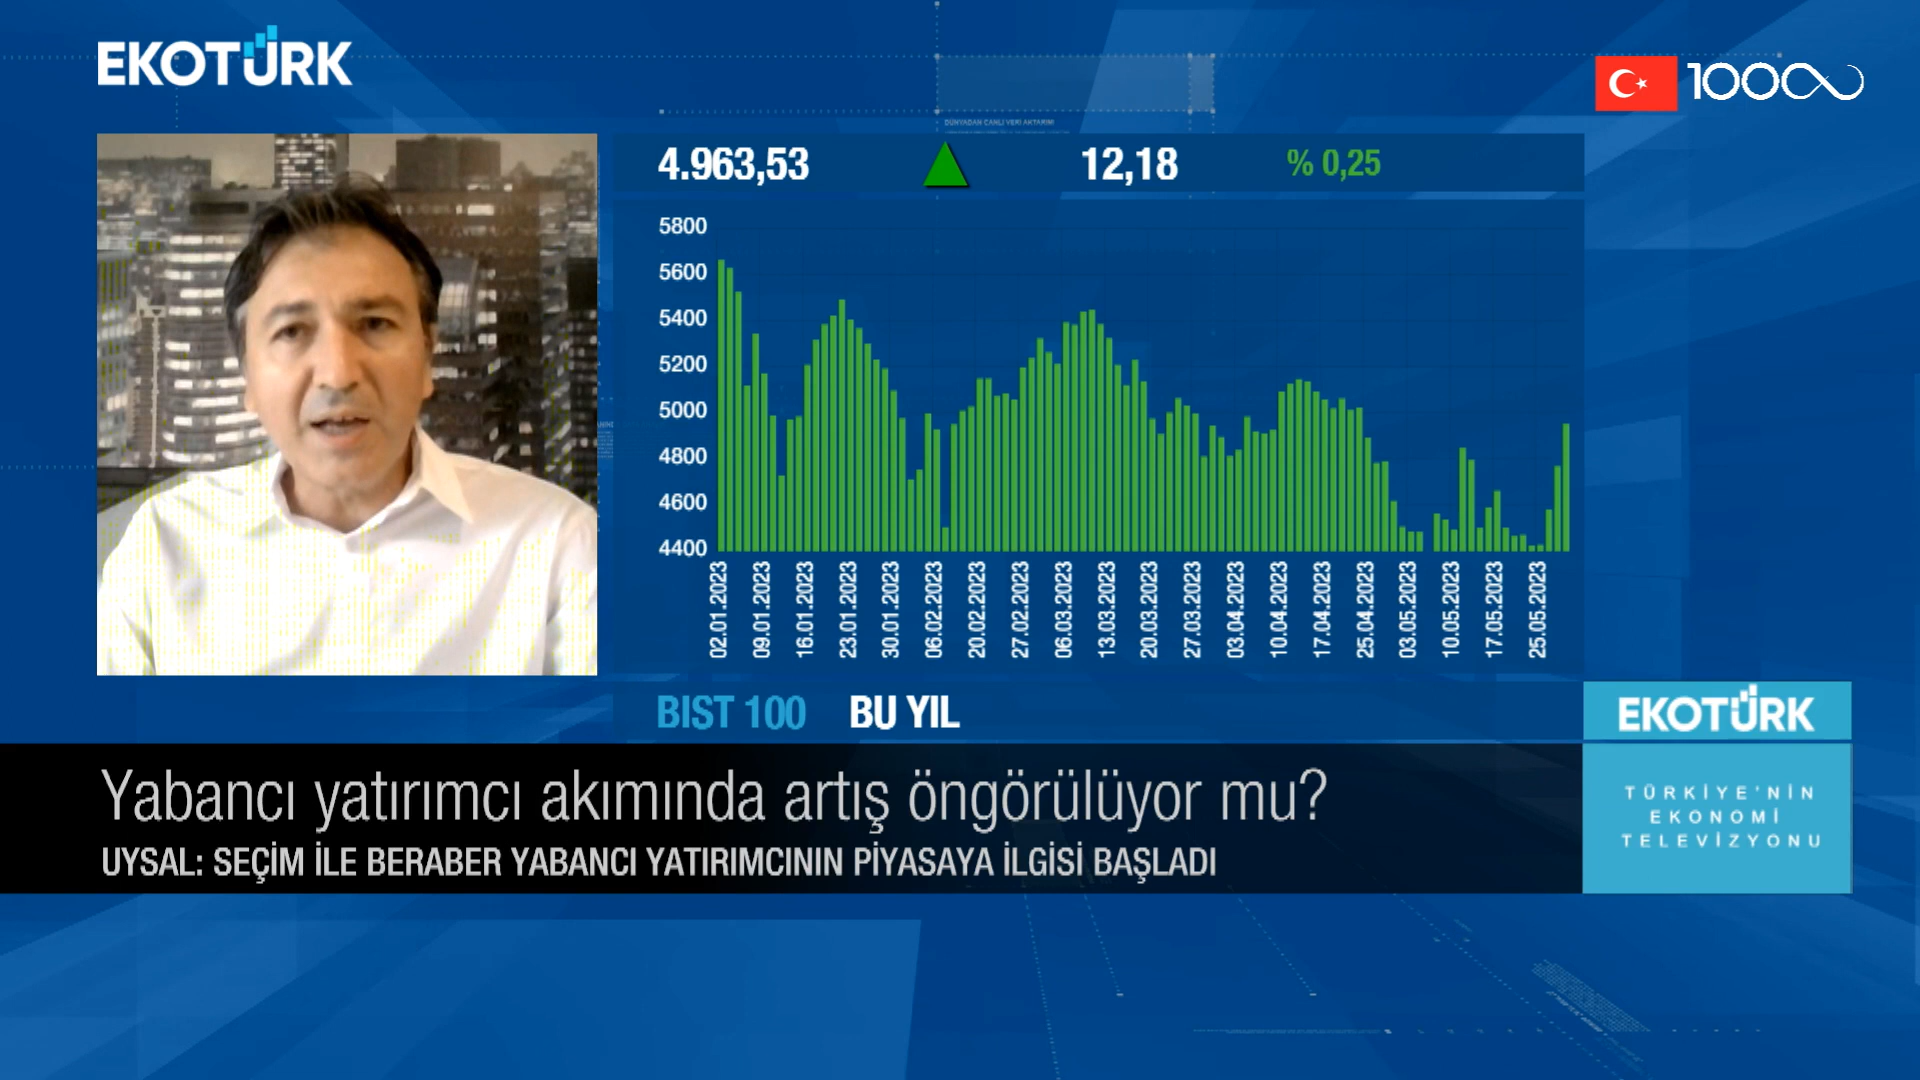 EKOTÜRK
100
DÜNYADAN CANLI VERİ AKTARIMI
4.963,53 12,18 % 0,25
5800
5600
5400
5200
5000
4800
4600
4400
02.01.2023 09.01.2023 16.01.2023 23.01.2023 30.01.2023 06.02.2023 20.02.2023 27.02.2023 06.03.2023 13.03.2023 20.03.2023 27.03.2023 03.04.2023 10.04.2023 17.04.2023 25.04.2023 03.05.2023 10.05.2023 17.05.2023 25.05.2023
BIST 100 BU YIL
EKOTÜRK
Yabancı yatırımcı akımında artış öngörülüyor mu?
UYSAL: SEÇİM İLE BERABER YABANCI YATIRIMCININ PİYASAYA İLGİSİ BAŞLADI
TÜRKİYE'NİN
EKONOMİ
TELEVİZYONU